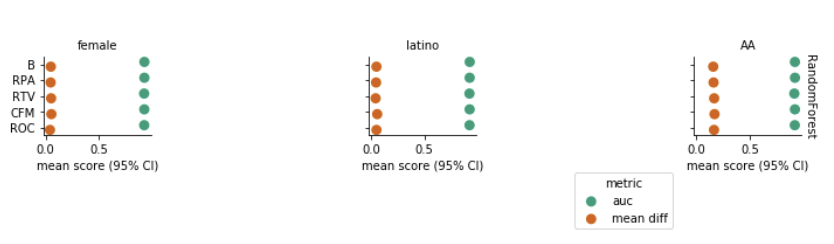 female
latino
AA
B
RPA
RTV
CFM
ROC
RandomForest
0.0 0.5
0.0 0.5
0.0 0.5
mean score (95% CI)
mean score (95% CI)
mean score (95% CI)
metric
auc
mean diff